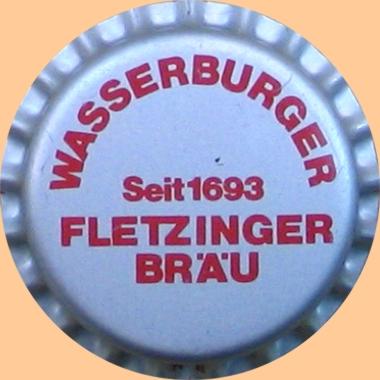 WASSERBURGER
Seit 1693
FLETZINGER
BRÄU